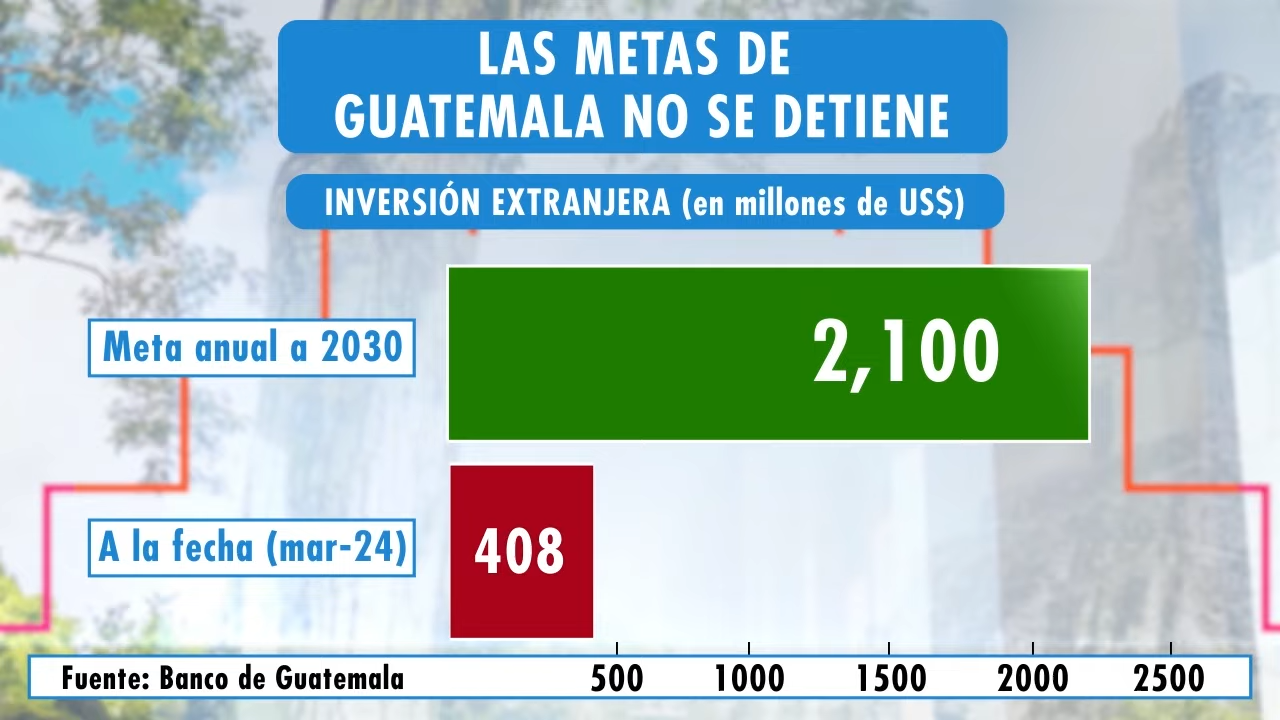 LAS METAS DE
GUATEMALA NO SE DETIENE
INVERSIÓN EXTRANJERA (en millones de US$)
Meta anual a 2030
2,100
A la fecha (mar-24)
408
Fuente: Banco de Guatemala
500 1000 1500 2000 2500